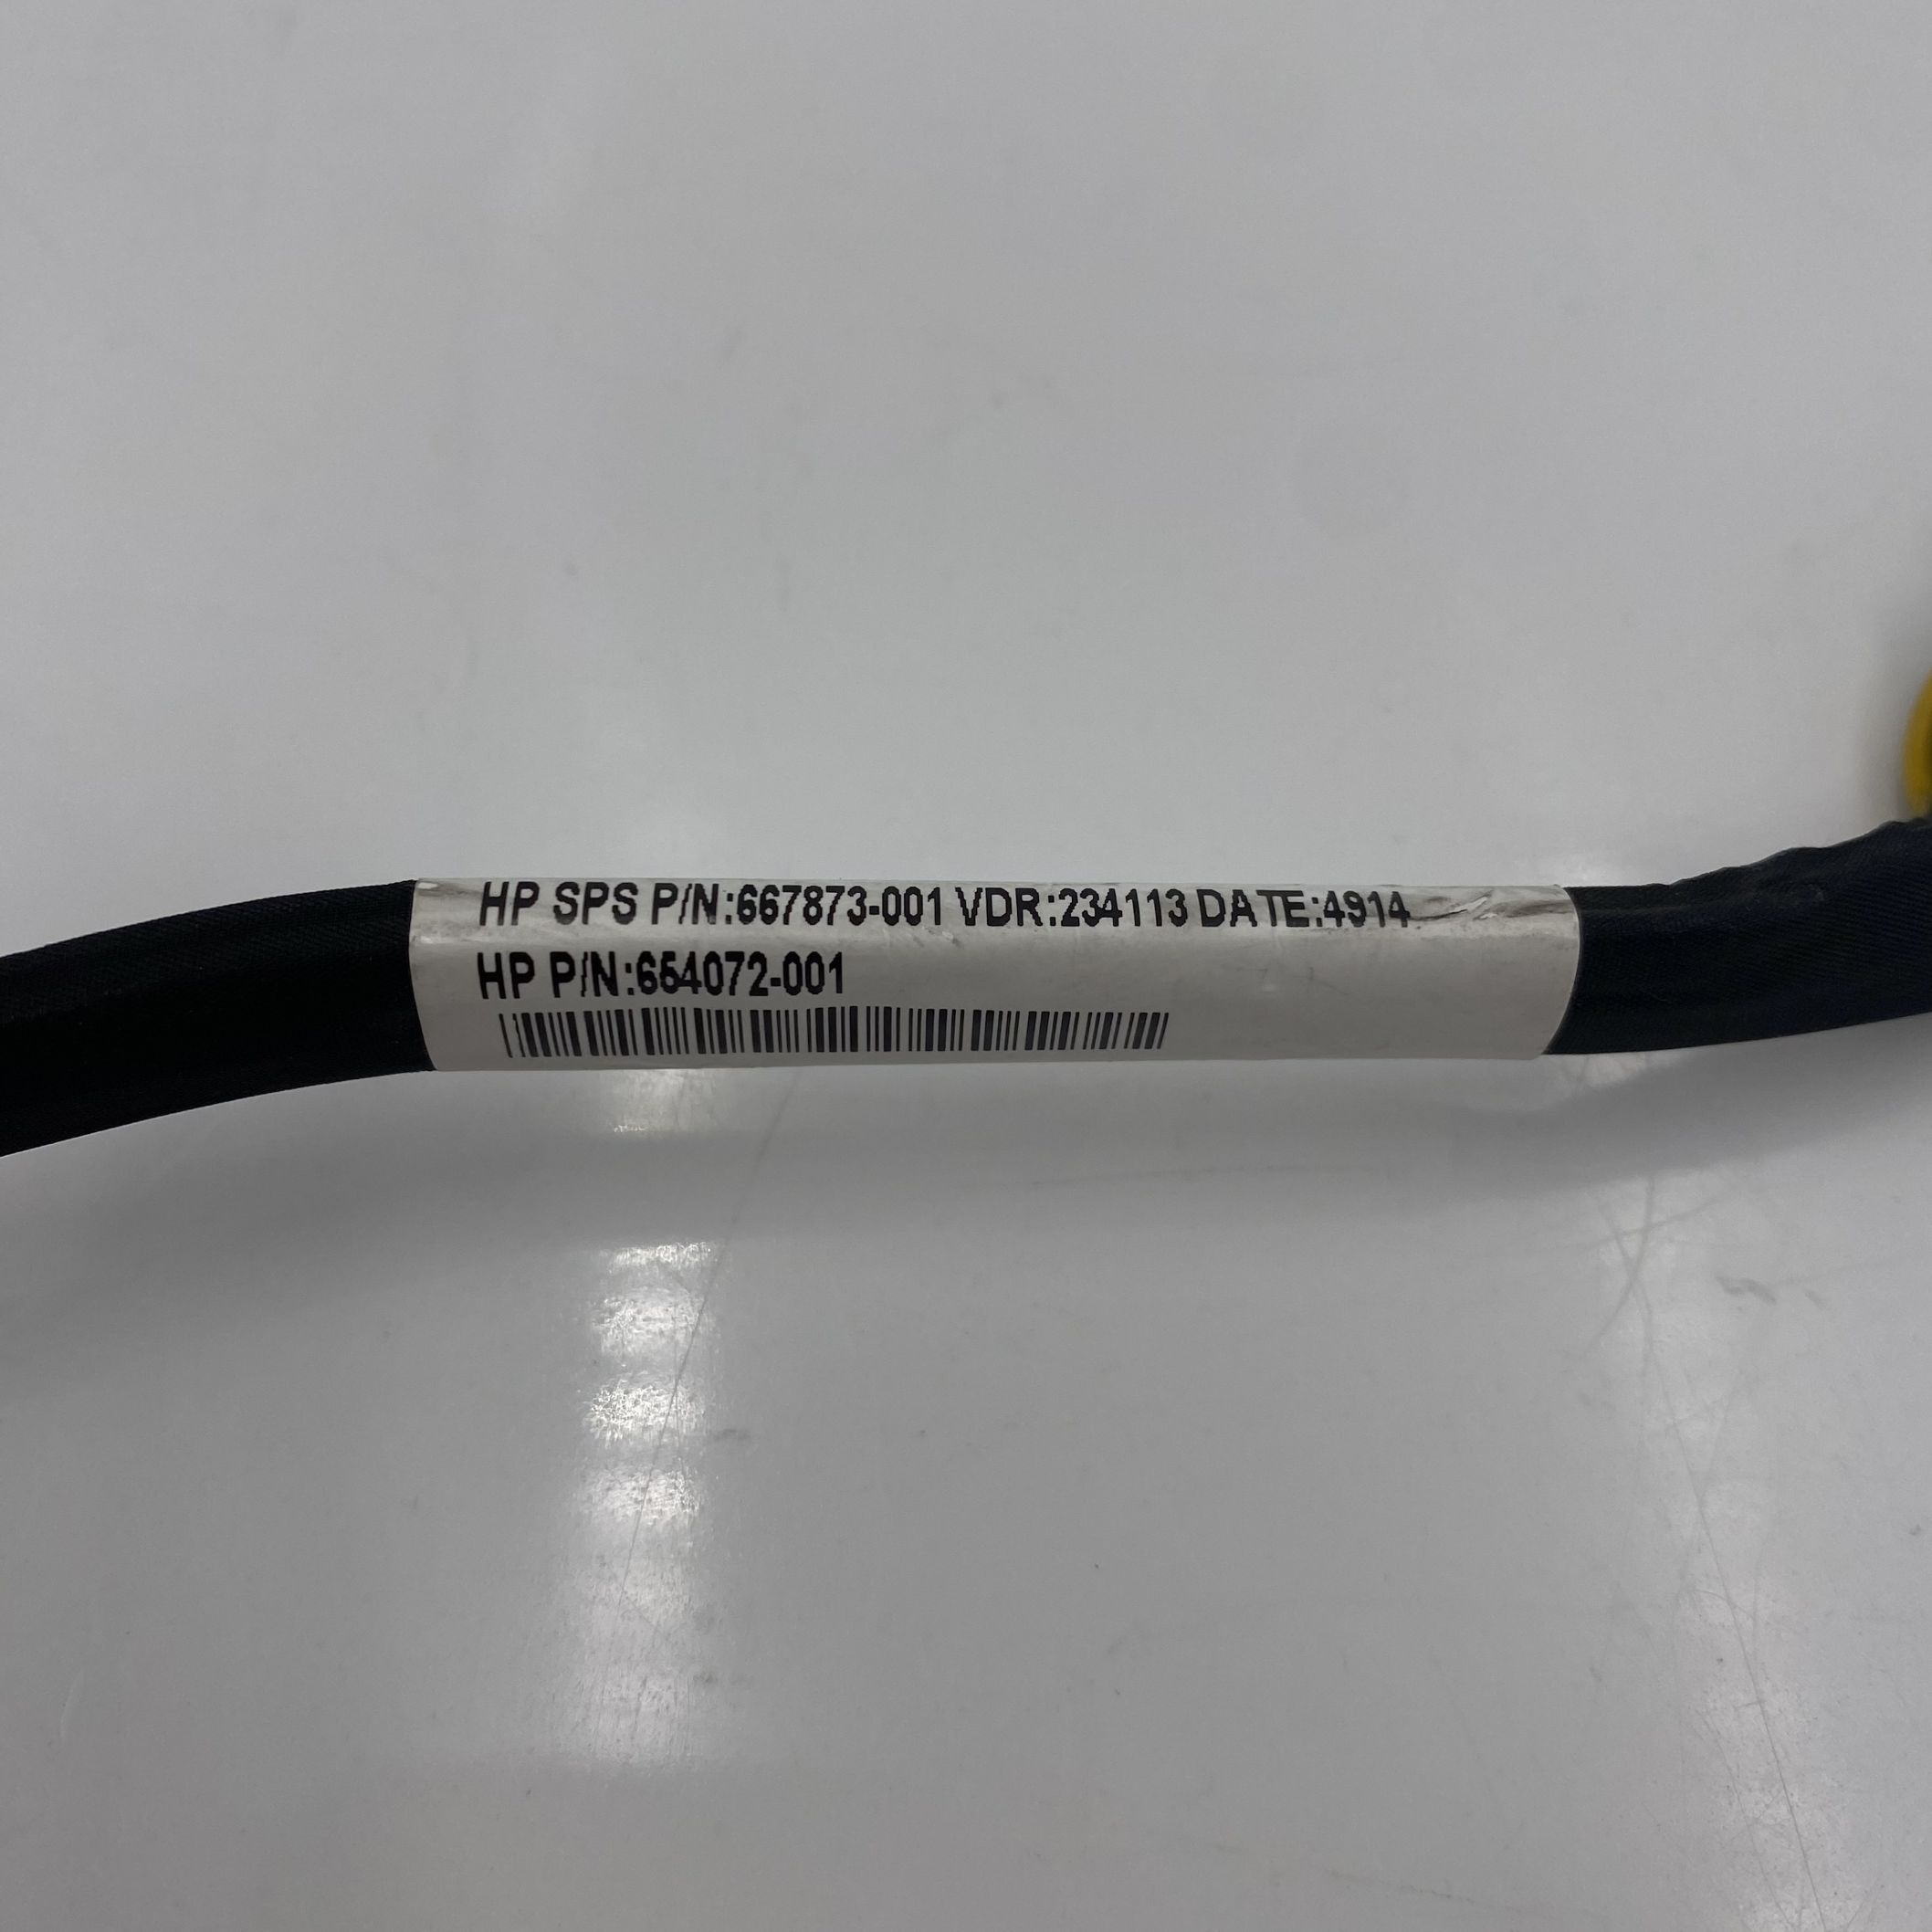 HP SPS P/N:667873-001 VDR:234113 DATE:4914
HP P/N:654072-001